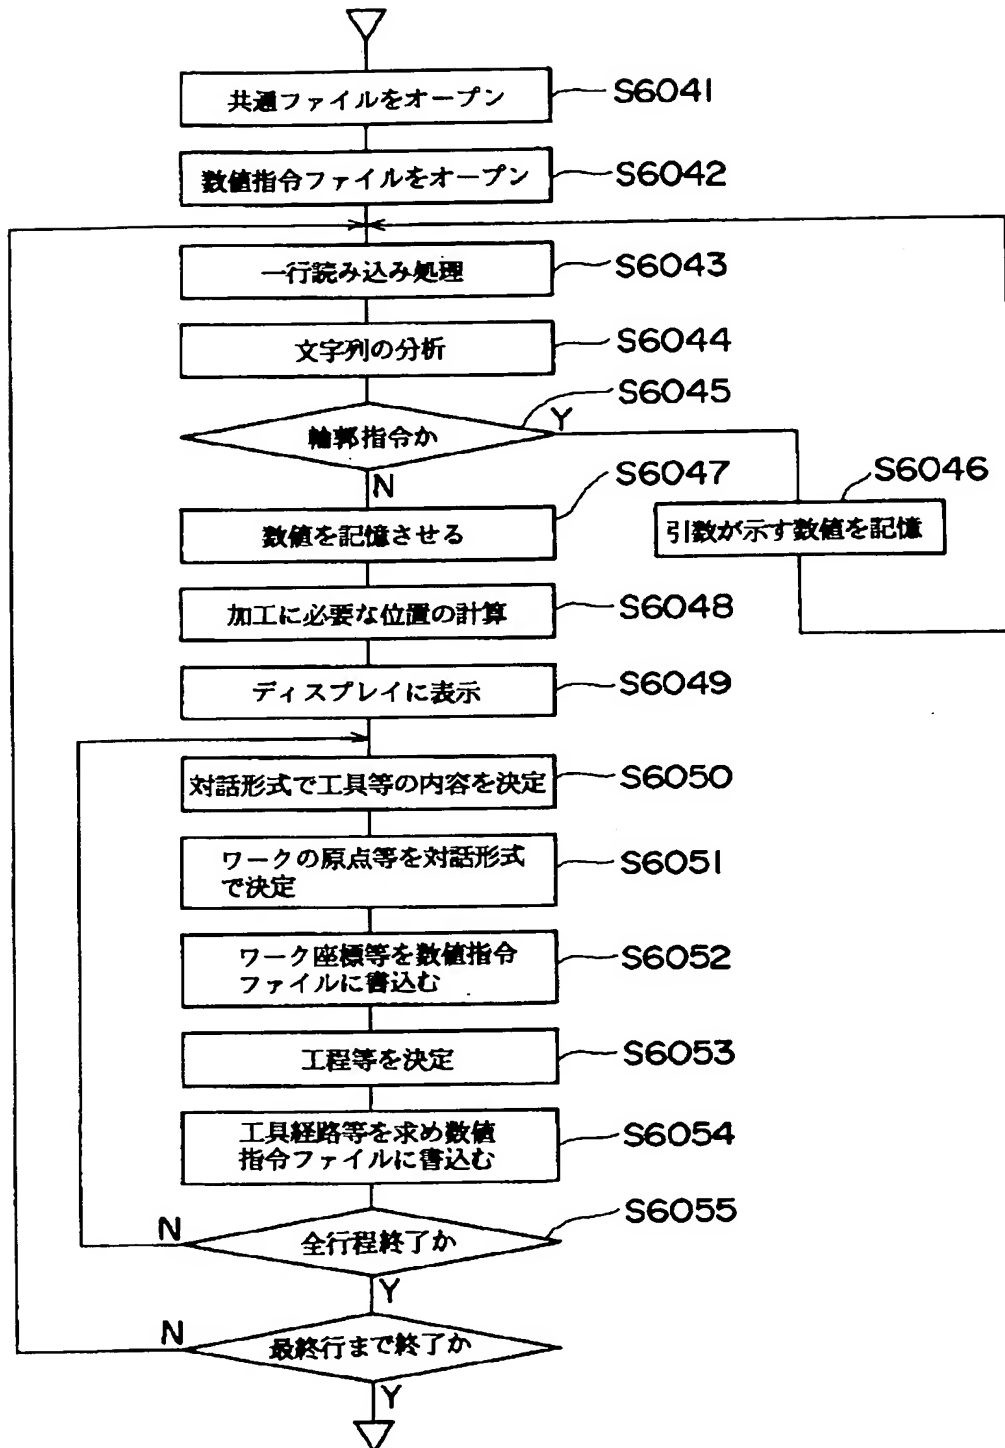 共通ファイルをオープン
S6041
数値指令ファイルをオープン
S6042
一行読み込み処理
S6043
文字列の分析
S6044
輪郭指令か
S6045
Y
N
S6047
S6046
数値を記憶させる
引数が示す数値を記憶
加工に必要な位置の計算
S6048
ディスプレイに表示
S6049
対話形式で工具等の内容を決定
S6050
ワークの原点等を対話形式
で決定
S6051
ワーク座標等を数値指令
ファイルに書込む
S6052
工程等を決定
S6053
工具経路等を求め数値
指令ファイルに書込む
S6054
全行程終了か
S6055
N
Y
最終行まで終了か
N
Y